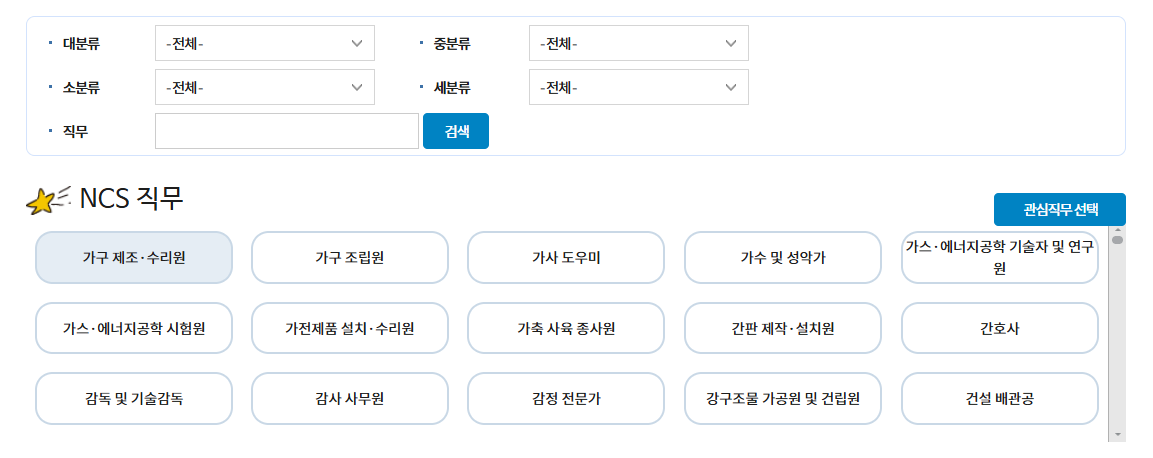 대분류 -전체- 중분류 -전체-
소분류 -전체- 세분류 -전체-
직무 검색
NCS 직무
관심직무 선택
가구 제조·수리원 가구 조립원 가사 도우미 가수 및 성악가 가스·에너지공학 기술자 및 연구
원
가스·에너지공학 시험원 가전제품 설치·수리원 가축 사육 종사원 간판 제작·설치원 간호사
감독 및 기술감독 감사 사무원 감정 전문가 강구조물 가공원 및 건립원 건설 배관공